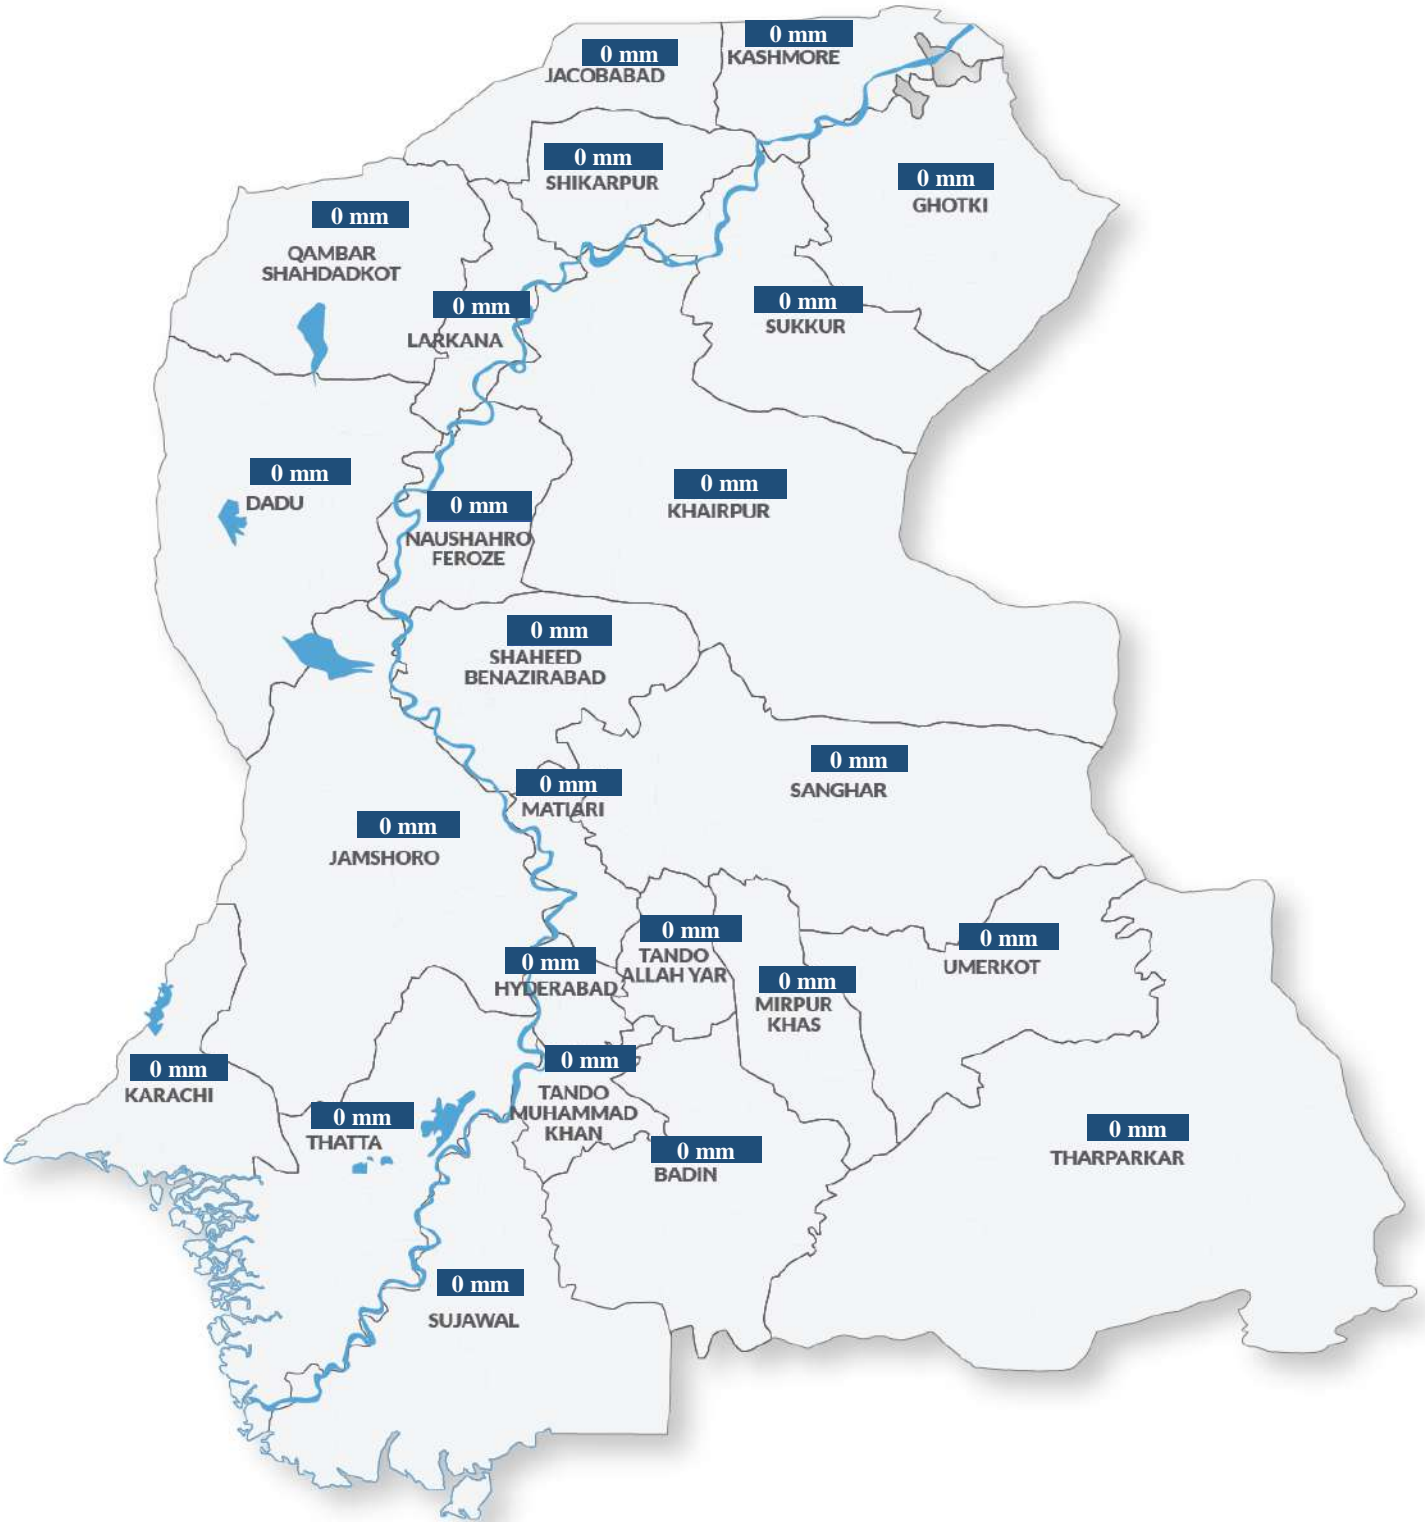 0 mm
KASHMORE
0 mm
JACOBABAD
0 mm
SHIKARPUR
0 mm
GHOTKI
0 mm
QAMBAR
SHAHDADKOT
0 mm
LARKANA
0 mm
SUKKUR
0 mm
DADU
0 mm
NAUSHAHRO
FEROZE
0 mm
KHAIRPUR
0 mm
SHAHEED
BENAZIRABAD
0 mm
SANGHAR
0 mm
MATIARI
0 mm
JAMSHORO
0 mm
TANDO
ALLAH YAR
0 mm
UMERKOT
0 mm
HYDERABAD
0 mm
MIRPUR
KHAS
0 mm
KARACHI
0 mm
TANDO
MUHAMMAD
KHAN
0 mm
THATTA
0 mm
BADIN
0 mm
THARPARKAR
0 mm
SUJAWAL